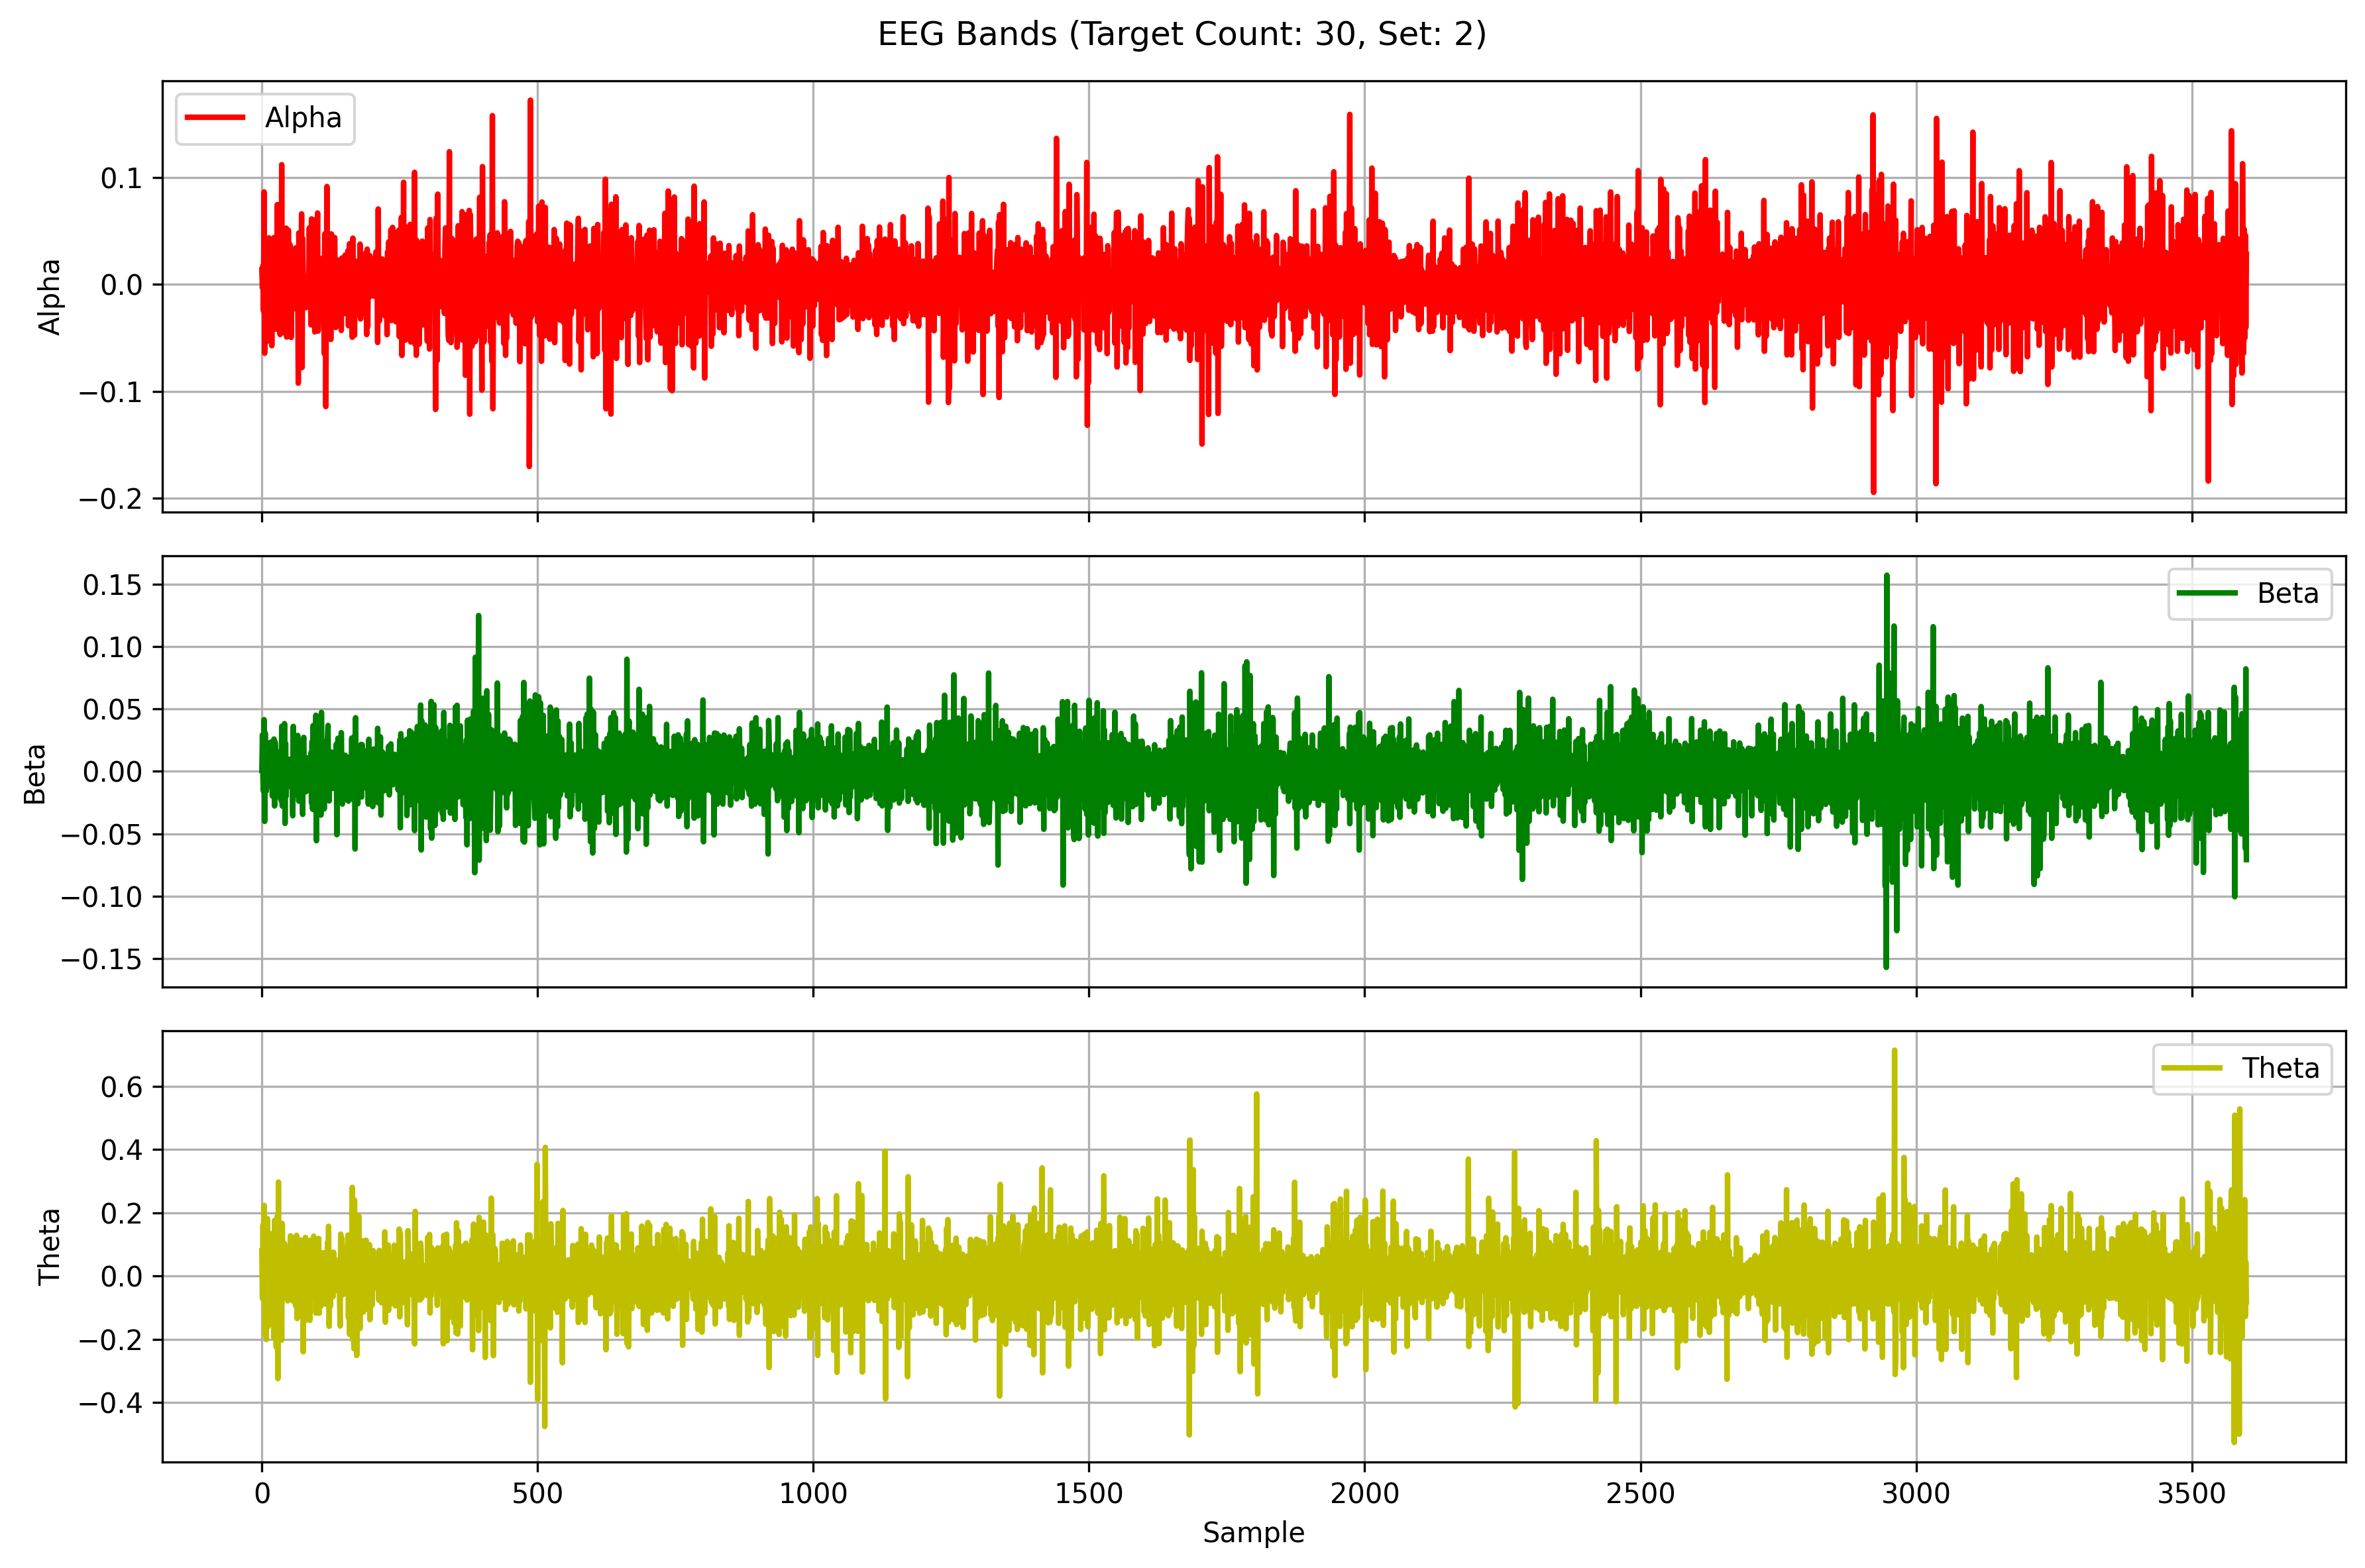 EEG Bands (Target Count: 30, Set: 2)
Alpha
0.1
0.0
−0.1
−0.2
Alpha
Beta
0.15
0.10
0.05
0.00
−0.05
−0.10
−0.15
Beta
Theta
0.6
0.4
0.2
0.0
−0.2
−0.4
Theta
0 500 1000 1500 2000 2500 3000 3500
Sample